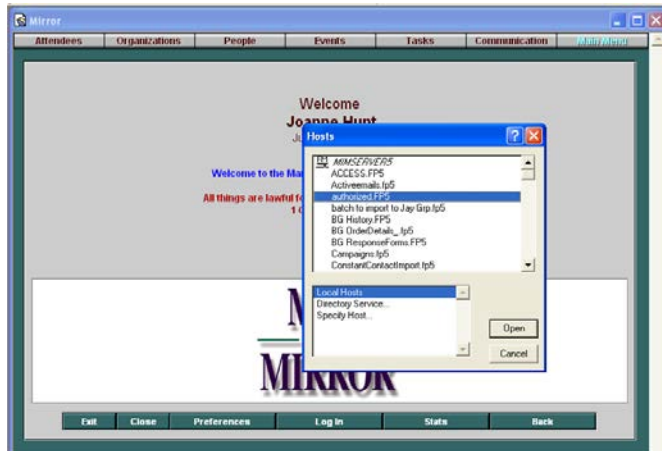 Mirror
Attendees Organizations People Events Tasks Communication Main Menu
Welcome
Joanne Hunt
Hosts
MIMSERVER5
ACCESS.FP5
Activeemails.fp5
authorized.FP5
batch to import to Jay Grp.fp5
BG History.FP5
BG OrderDetails_.fp5
BG ResponseForms.FP5
Campaigns.fp5
ConstantContactImport.fp5
Welcome to the Ma
All things are lawful fo
1 C
Local Hosts
Directory Service...
Specify Host...
Open
Cancel
M
MIRROR
Exit Close Preferences Log In Stats Back